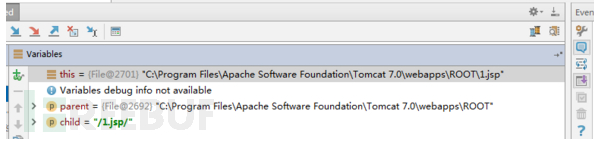 Even
Variables
this = {File@2701} "C:\Program Files\Apache Software Foundation\Tomcat 7.0\webapps\ROOT\1.jsp"
Variables debug info not available
parent = {File@2692} "C:\Program Files\Apache Software Foundation\Tomcat 7.0\webapps\ROOT"
child = "/1.jsp/"